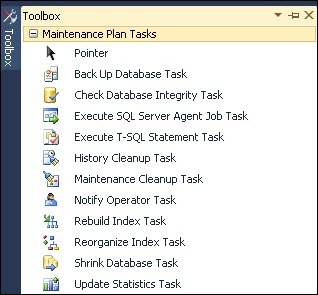 Toolbox
Toolbox
Maintenance Plan Tasks
Pointer
Back Up Database Task
Check Database Integrity Task
Execute SQL Server Agent Job Task
Execute T-SQL Statement Task
History Cleanup Task
Maintenance Cleanup Task
Notify Operator Task
Rebuild Index Task
Reorganize Index Task
Shrink Database Task
Update Statistics Task